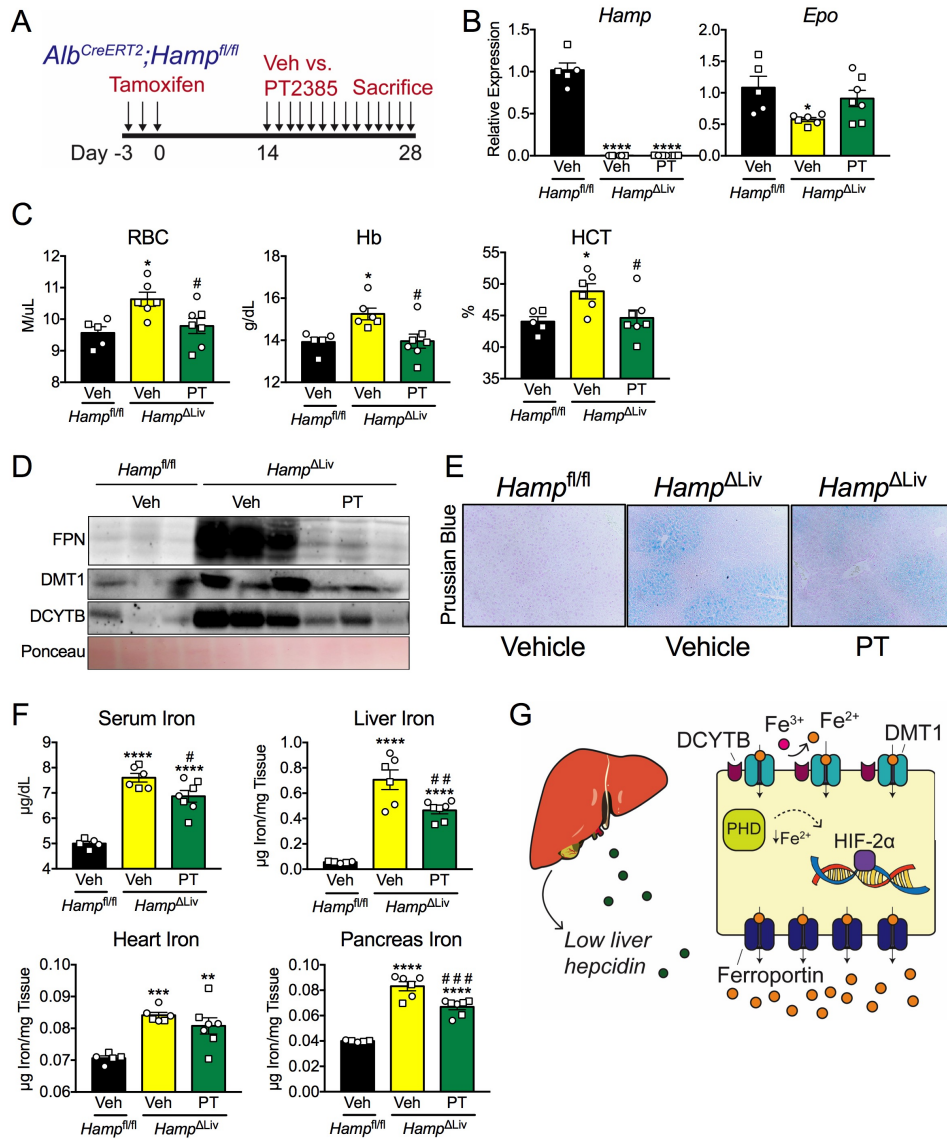 A
Alb^CreERT2;Hamp^fl/fl
Tamoxifen
Veh vs.
PT2385
Sacrifice
Day -3 0 14 28
B
Hamp
Epo
Relative Expression
1.5
1.0
0.5
0.0
**** ****
Veh Veh PT
Hamp^fl/fl Hamp^ΔLiv
2.0
1.5
1.0
0.5
0.0
*
Veh Veh PT
Hamp^fl/fl Hamp^ΔLiv
C
RBC
M/uL
12
11
10
9
8
*
#
Veh Veh PT
Hamp^fl/fl Hamp^ΔLiv
Hb
g/dL
18
16
14
12
*
#
Veh Veh PT
Hamp^fl/fl Hamp^ΔLiv
HCT
%
55
50
45
40
35
*
#
Veh Veh PT
Hamp^fl/fl Hamp^ΔLiv
D
Hamp^fl/fl Hamp^ΔLiv
Veh Veh PT
FPN
DMT1
DCYTB
Ponceau
E
Hamp^fl/fl Hamp^ΔLiv Hamp^ΔLiv
Prussian Blue
Vehicle Vehicle PT
F
Serum Iron
µg/dL
9
8
7
6
5
4
****
#
****
Veh Veh PT
Hamp^fl/fl Hamp^ΔLiv
Liver Iron
µg Iron/mg Tissue
1.0
0.8
0.6
0.4
0.2
0.0
****
##
****
Veh Veh PT
Hamp^fl/fl Hamp^ΔLiv
Heart Iron
µg Iron/mg Tissue
0.10
0.09
0.08
0.07
0.06
***
**
Veh Veh PT
Hamp^fl/fl Hamp^ΔLiv
Pancreas Iron
µg Iron/mg Tissue
0.10
0.08
0.06
0.04
0.02
0.00
****
###
****
Veh Veh PT
Hamp^fl/fl Hamp^ΔLiv
G
Fe3+ Fe2+
DCYTB
DMT1
PHD
↓Fe2+
HIF-2α
Low liver
hepcidin
Ferroportin